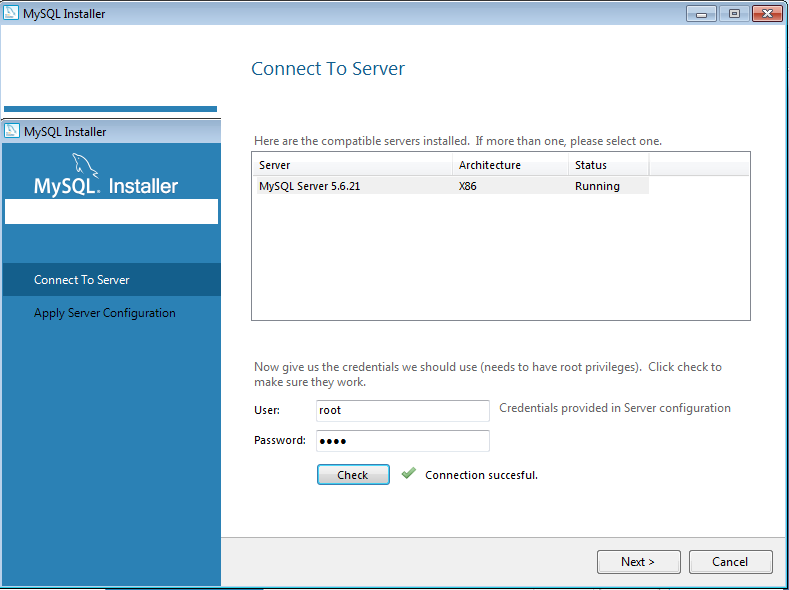 MySQL Installer
Connect To Server
MySQL Installer
MySQL. Installer
Connect To Server
Apply Server Configuration
Here are the compatible servers installed.  If more than one, please select one.
Server Architecture Status
MySQL Server 5.6.21 X86 Running
Now give us the credentials we should use (needs to have root privileges).  Click check to
make sure they work.
User: root Credentials provided in Server configuration
Password: ●●●●
Check Connection succesful.
Next > Cancel